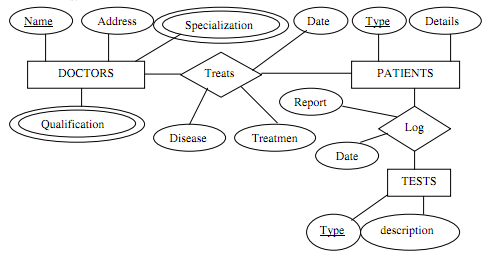 Name
Address
Specialization
Date
Type
Details
DOCTORS
Treats
PATIENTS
Report
Qualification
Disease
Treatmen
Log
Date
TESTS
Type
description